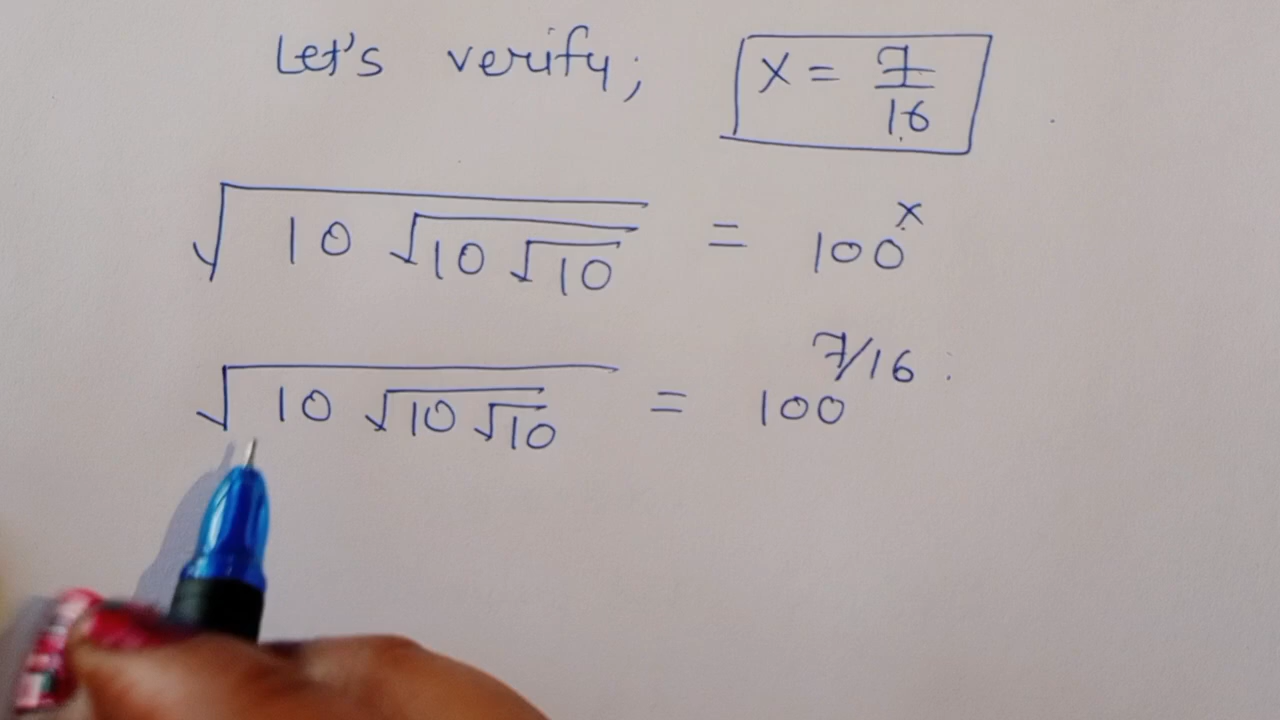 Let's verify; x = 7/16
√(10√(10√10)) = 100^x
√(10√(10√10)) = 100^7/16